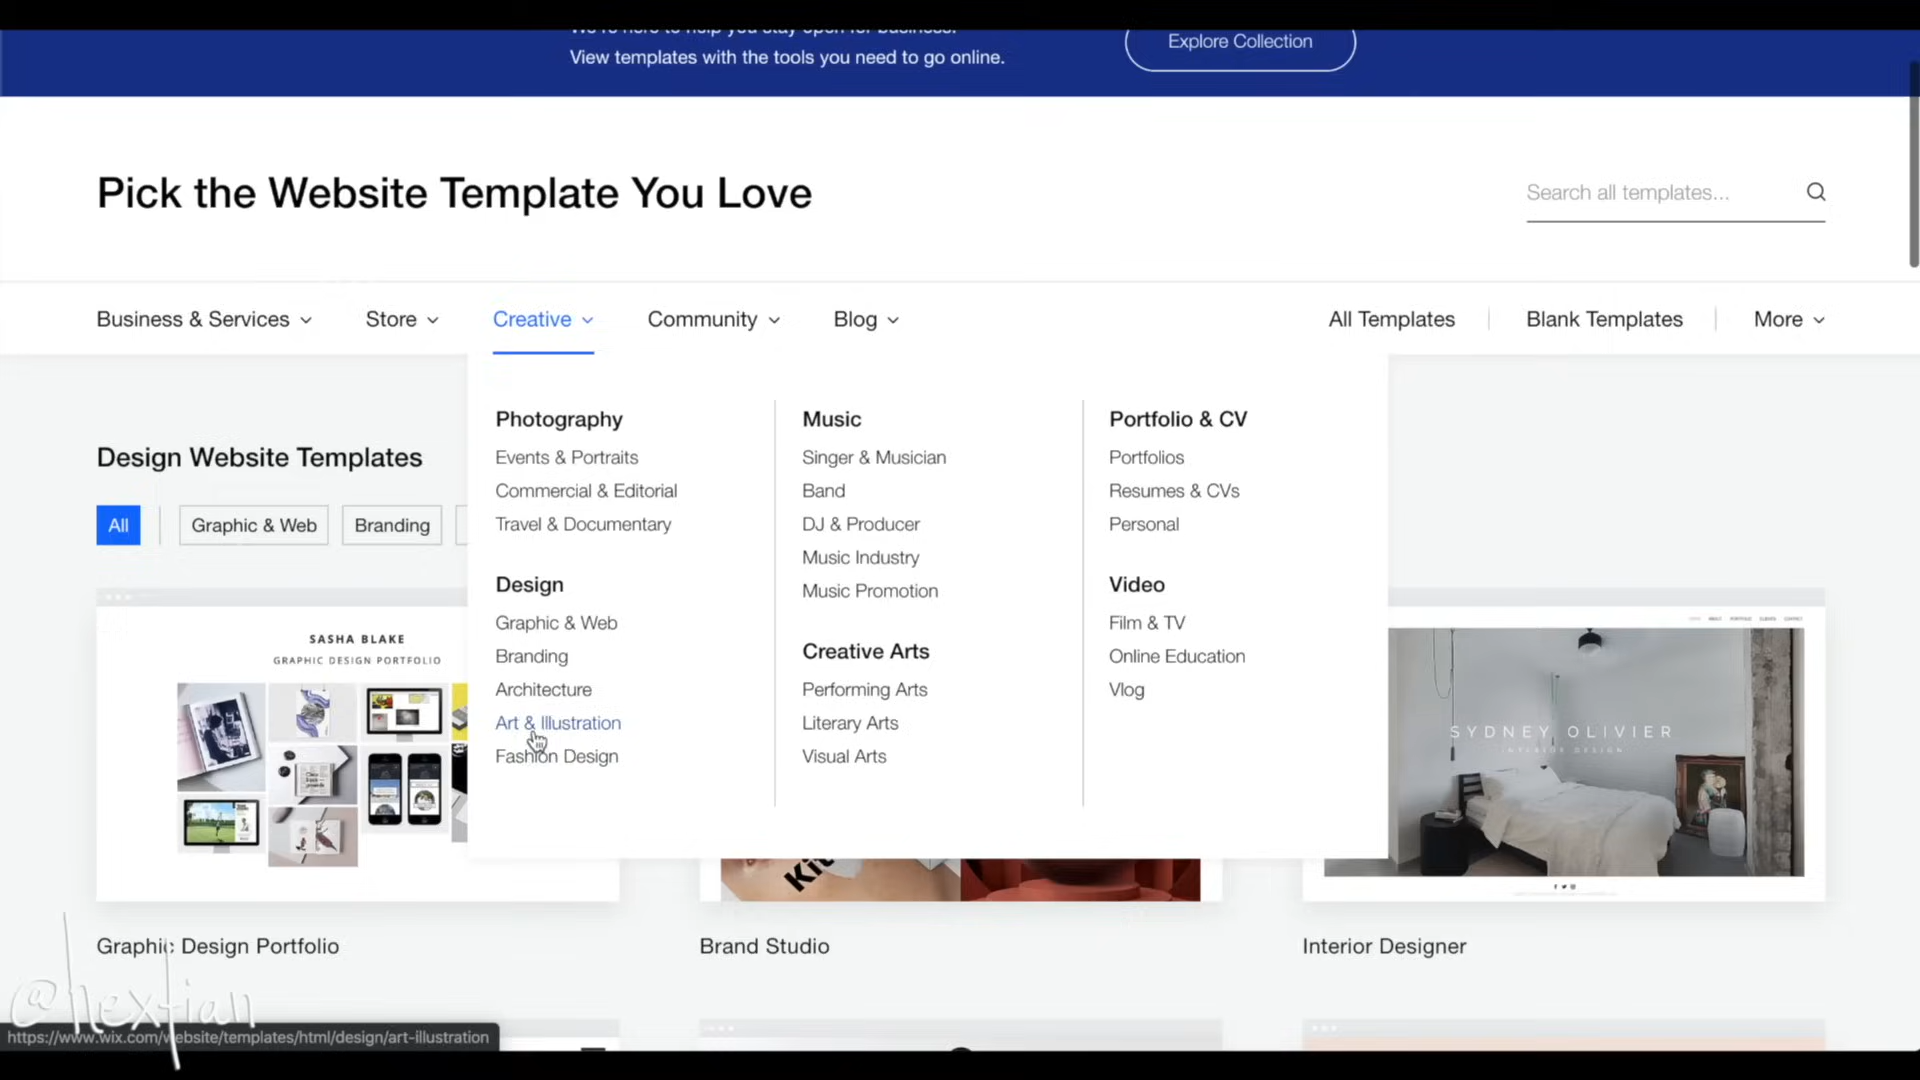 View templates with the tools you need to go online.
Explore Collection
Pick the Website Template You Love
Search all templates...
Business & Services
Store
Creative
Community
Blog
All Templates
Blank Templates
More
Design Website Templates
All
Graphic & Web
Branding
Photography
Events & Portraits
Commercial & Editorial
Travel & Documentary
Design
Graphic & Web
Branding
Architecture
Art & Illustration
Fashion Design
Music
Singer & Musician
Band
DJ & Producer
Music Industry
Music Promotion
Creative Arts
Performing Arts
Literary Arts
Visual Arts
Portfolio & CV
Portfolios
Resumes & CVs
Personal
Video
Film & TV
Online Education
Vlog
SASHA BLAKE
GRAPHIC DESIGN PORTFOLIO
SYDNEY OLIVIER
INTERIOR DESIGN
Graphic Design Portfolio
Brand Studio
Interior Designer
@hextian
https://www.wix.com/website/templates/html/design/art-illustration